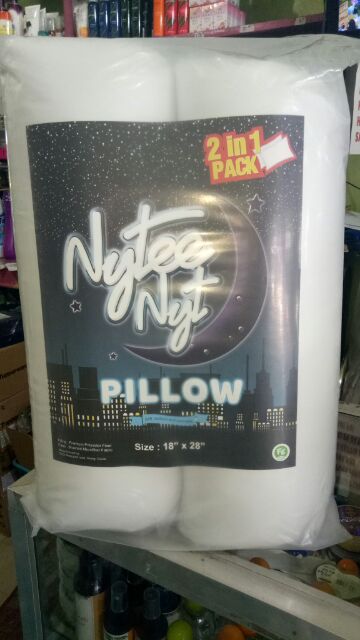 2 in 1
PACK
Nytee
Nyt
PILLOW
Size : 18" x 28"